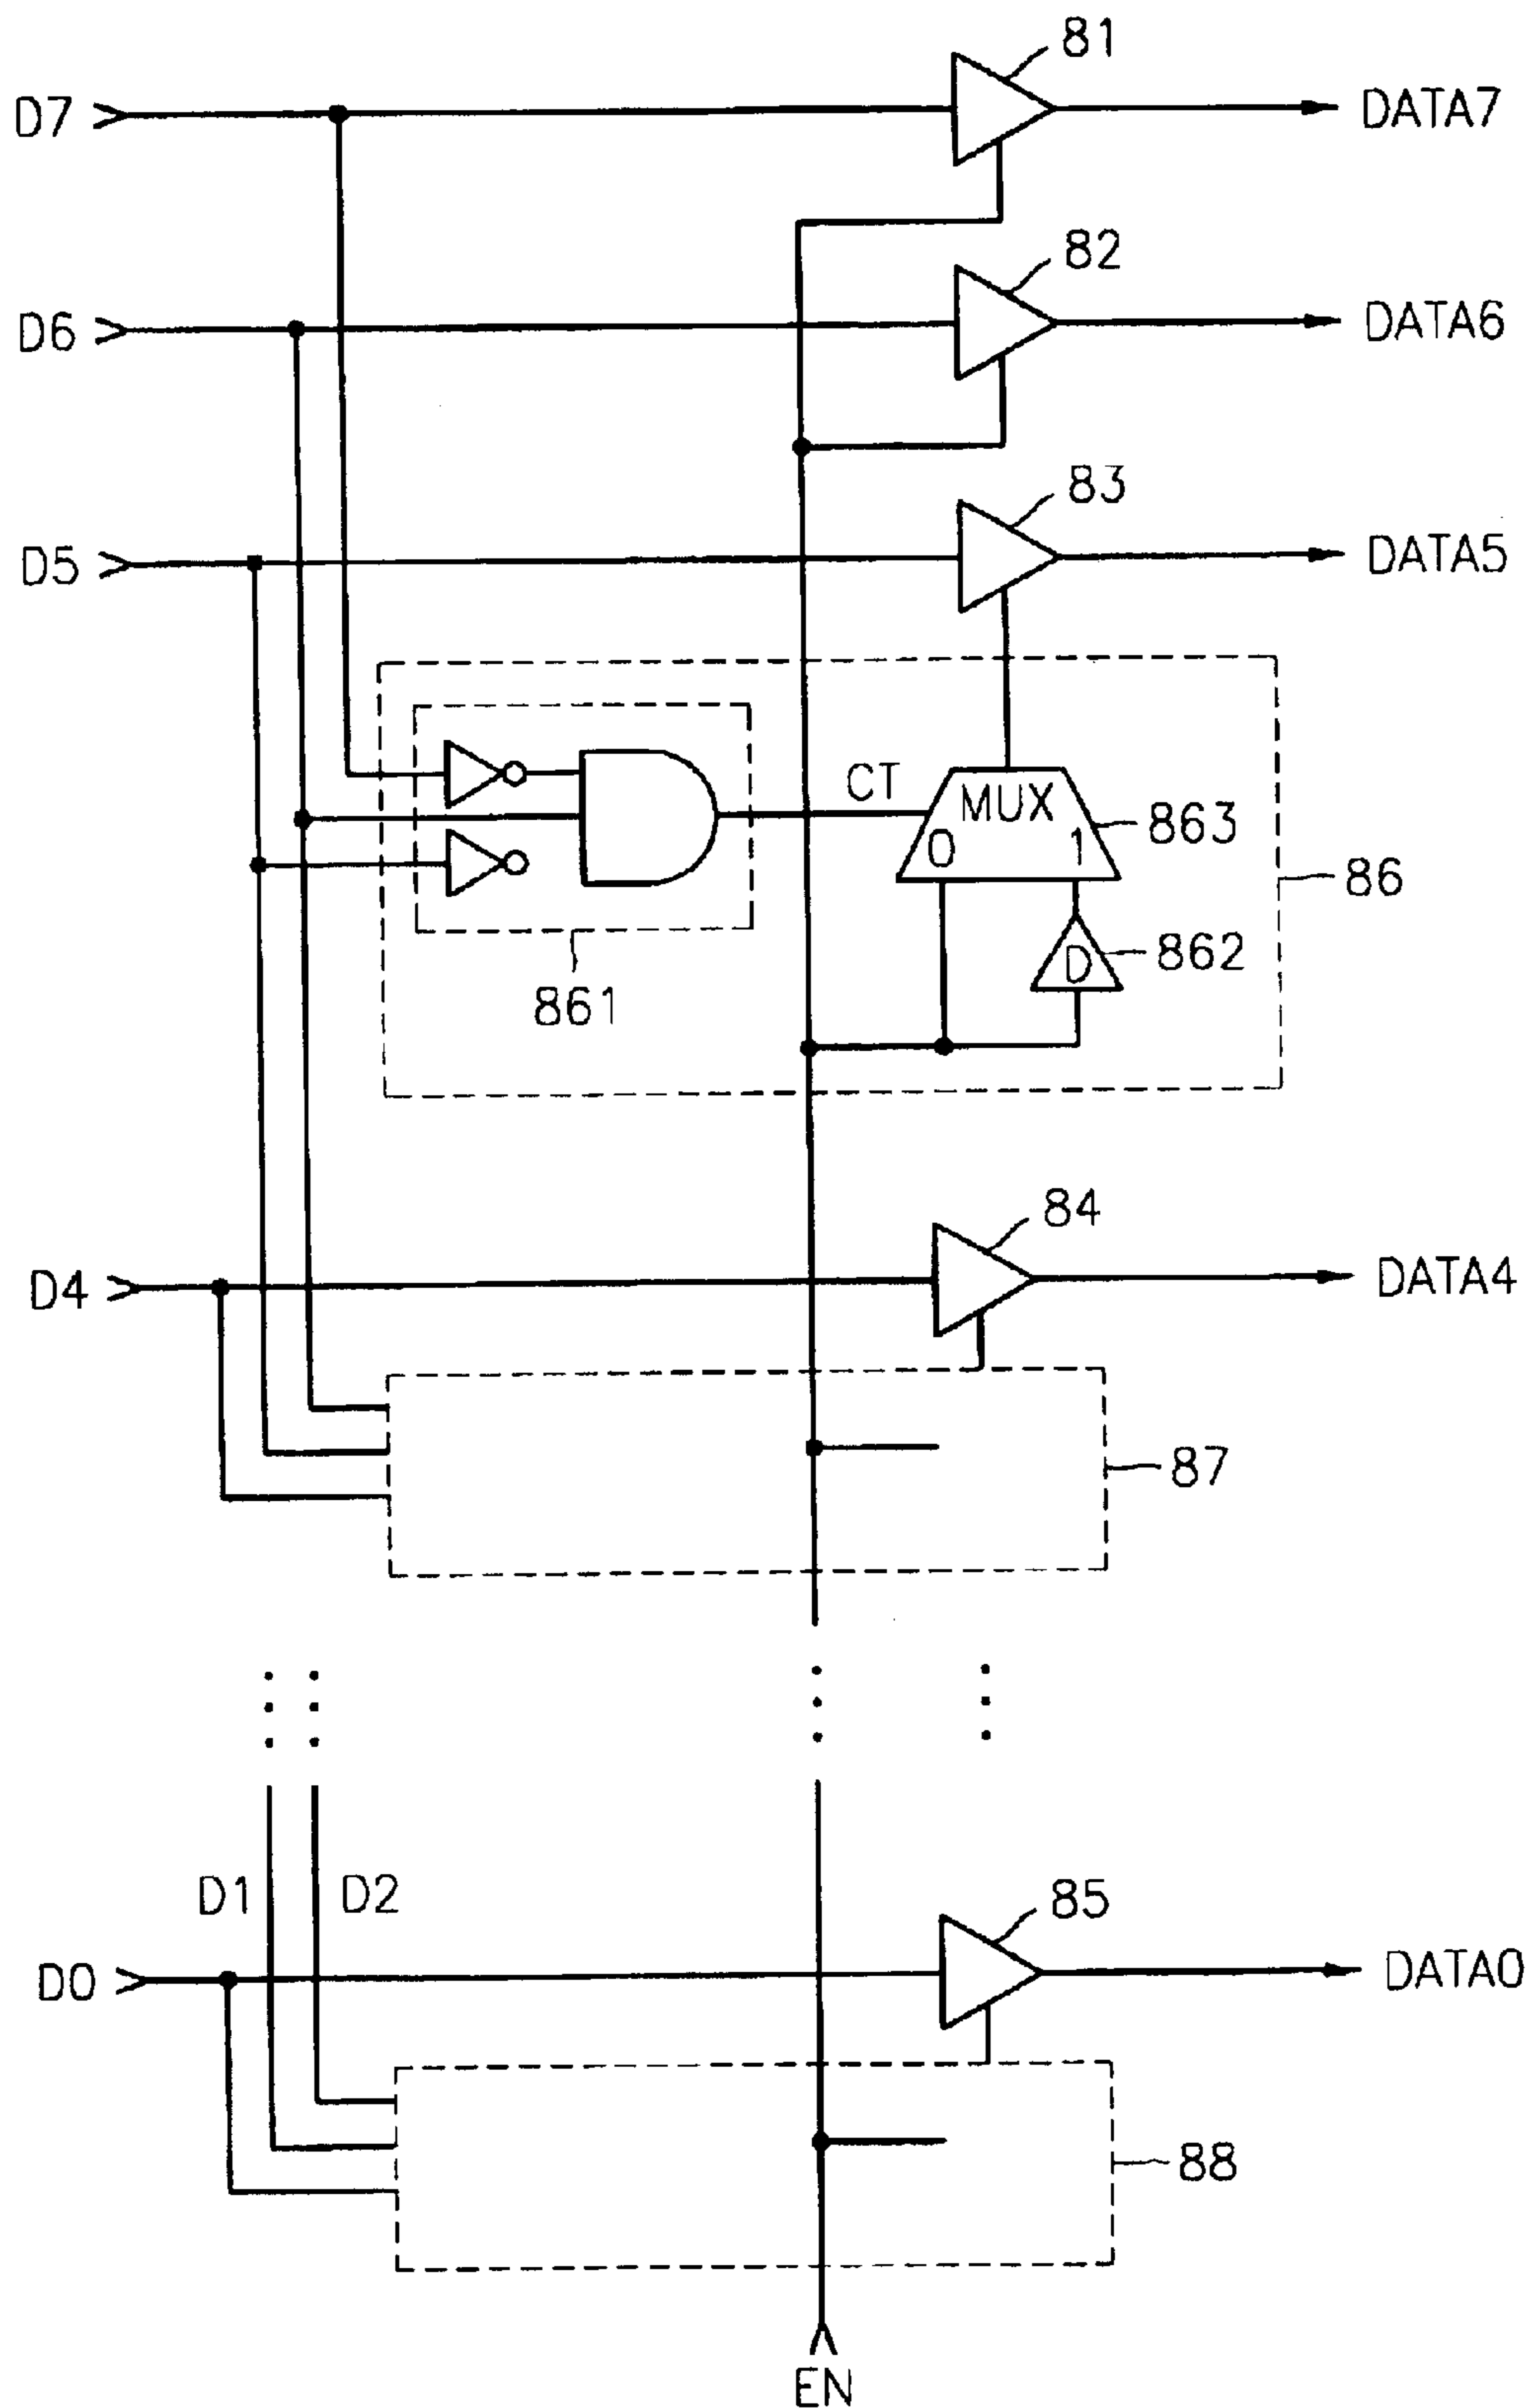 81
D7
DATA7
82
D6
DATA6
83
D5
DATA5
CT
MUX
0 1
863
86
D
862
861
84
D4
DATA4
87
D1
D2
85
D0
DATA0
88
EN